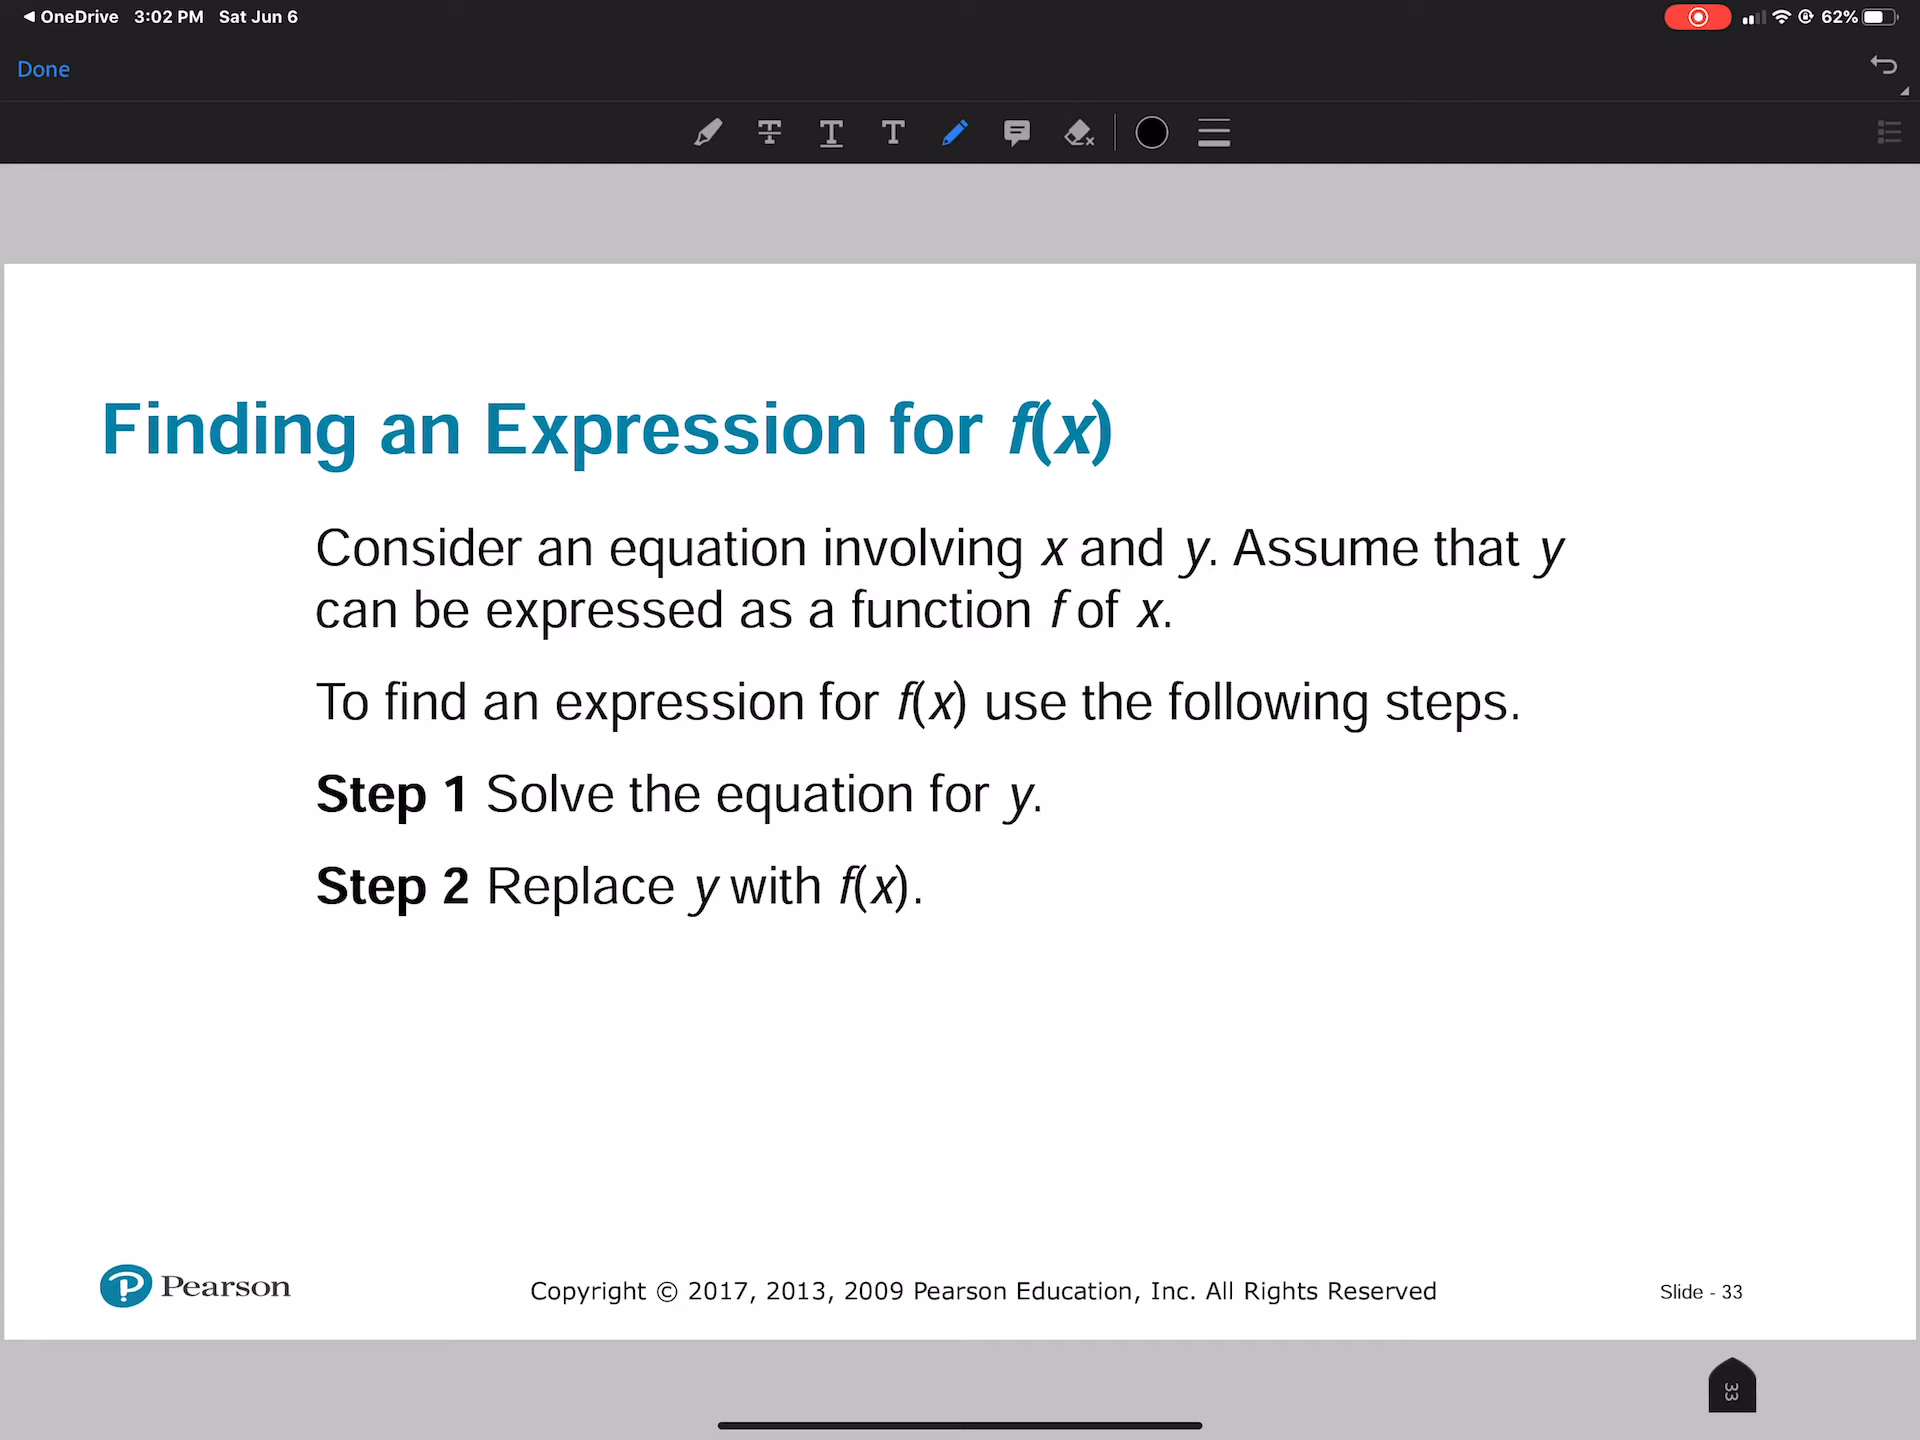 ◀ OneDrive 3:02 PM Sat Jun 6 62%
Done
Finding an Expression for f(x)
Consider an equation involving x and y. Assume that y
can be expressed as a function f of x.
To find an expression for f(x) use the following steps.
Step 1 Solve the equation for y.
Step 2 Replace y with f(x).
Pearson Copyright © 2017, 2013, 2009 Pearson Education, Inc. All Rights Reserved Slide - 33
33